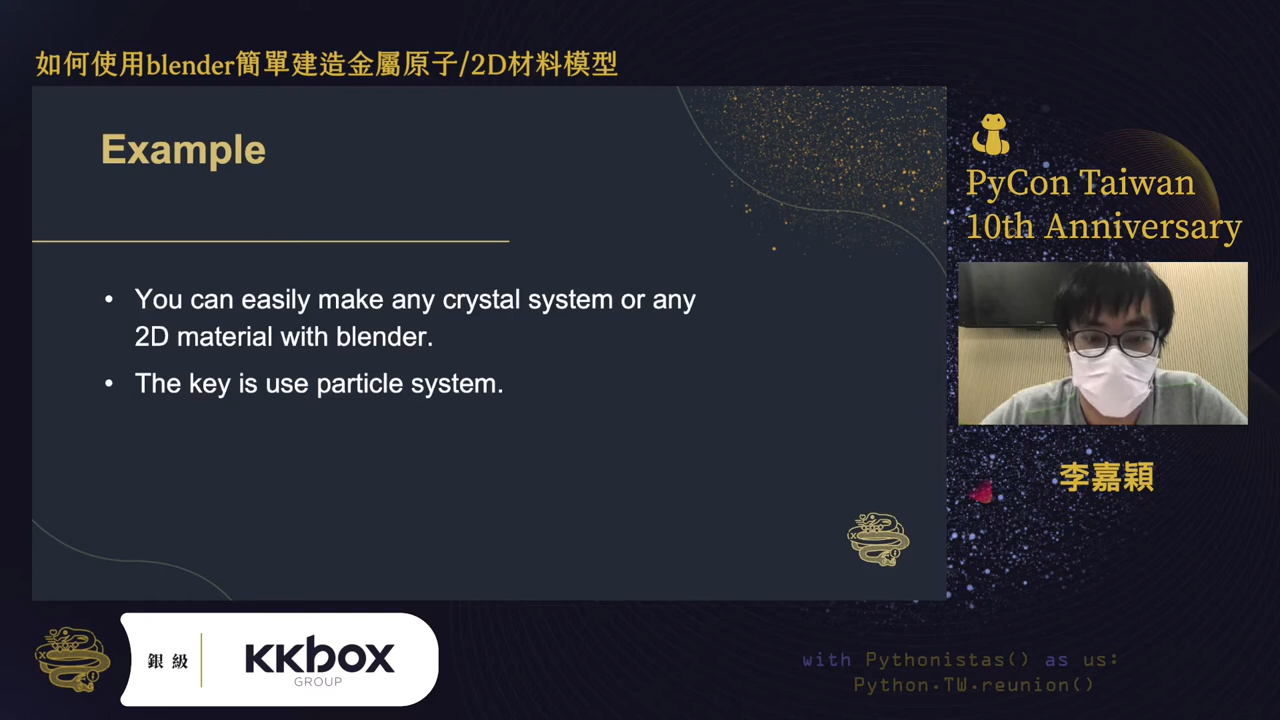 如何使用blender簡單建造金屬原子/2D材料模型
Example
• You can easily make any crystal system or any
2D material with blender.
• The key is use particle system.
PyCon Taiwan
10th Anniversary
李嘉穎
銀級
KKBOX
GROUP
with Pythonistas() as us:
Python.TW.reunion()